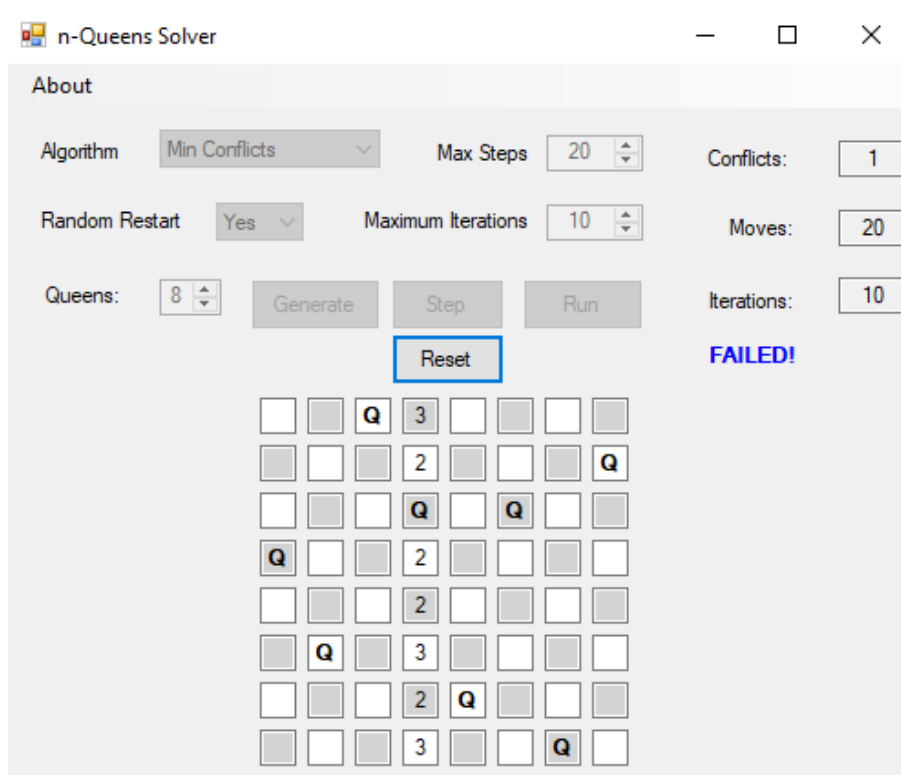 n-Queens Solver
About
Algorithm Min Conflicts Max Steps 20 Conflicts: 1
Random Restart Yes Maximum Iterations 10 Moves: 20
Queens: 8 Generate Step Run Iterations: 10
Reset FAILED!
Q 3
2 Q
Q Q
Q 2
2
Q 3
2 Q
3 Q